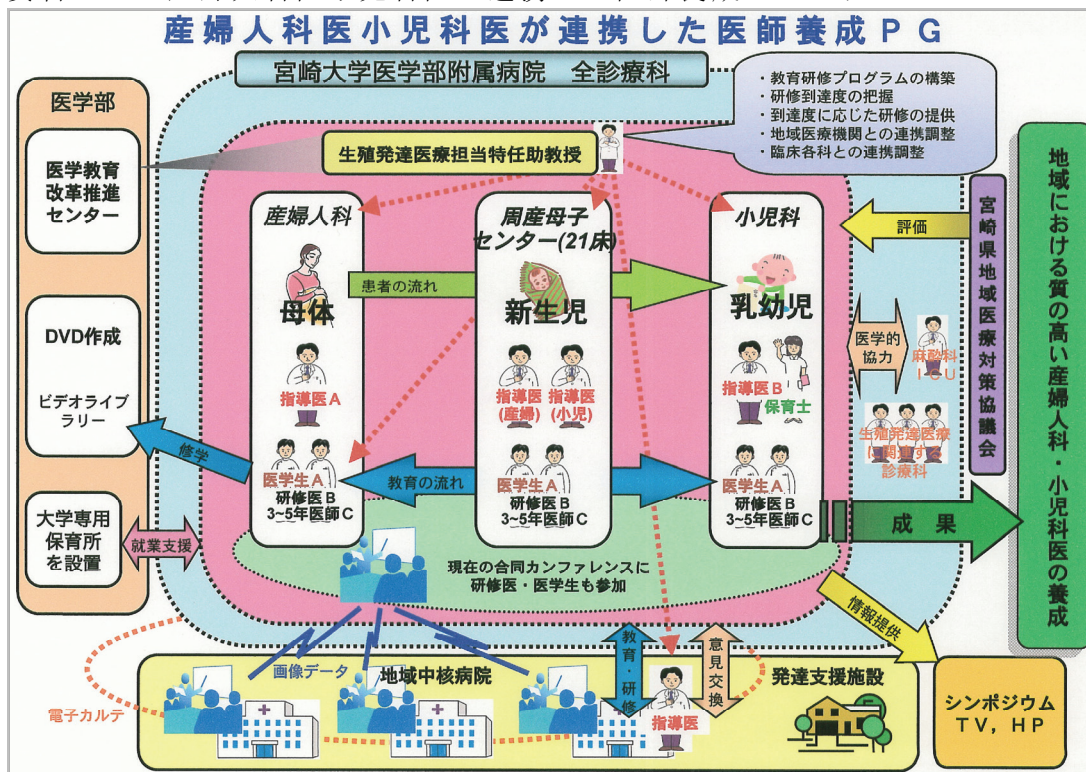 産婦人科医小児科医が連携した医師養成PG
宮崎大学医学部附属病院　全診療科
・教育研修プログラムの構築
・研修到達度の把握
・到達度に応じた研修の提供
・地域医療機関との連携調整
・臨床各科との連携調整
医学部
医学教育
改革推進
センター
DVD作成
ビデオライブ
ラリー
修学
大学専用
保育所
を設置
就業支援
生殖発達医療担当特任助教授
産婦人科
母体
指導医A
医学生A
研修医B
3~5年医師C
患者の流れ
教育の流れ
周産母子
センター(21床)
新生児
指導医
(産婦)
指導医
(小児)
医学生A
研修医B
3~5年医師C
小児科
乳幼児
指導医B
保育士
医学生A
研修医B
3~5年医師C
現在の合同カンファレンスに
研修医・医学生も参加
評価
医学的
協力
麻酔科
ICU
生殖発達医療
に関連する
診療科
宮崎県地域医療対策協議会
成果
地域における質の高い産婦人科・小児科医の養成
情報提供
シンポジウム
TV，HP
電子カルテ
画像データ
地域中核病院
教育・研修
指導医
意見交換
発達支援施設